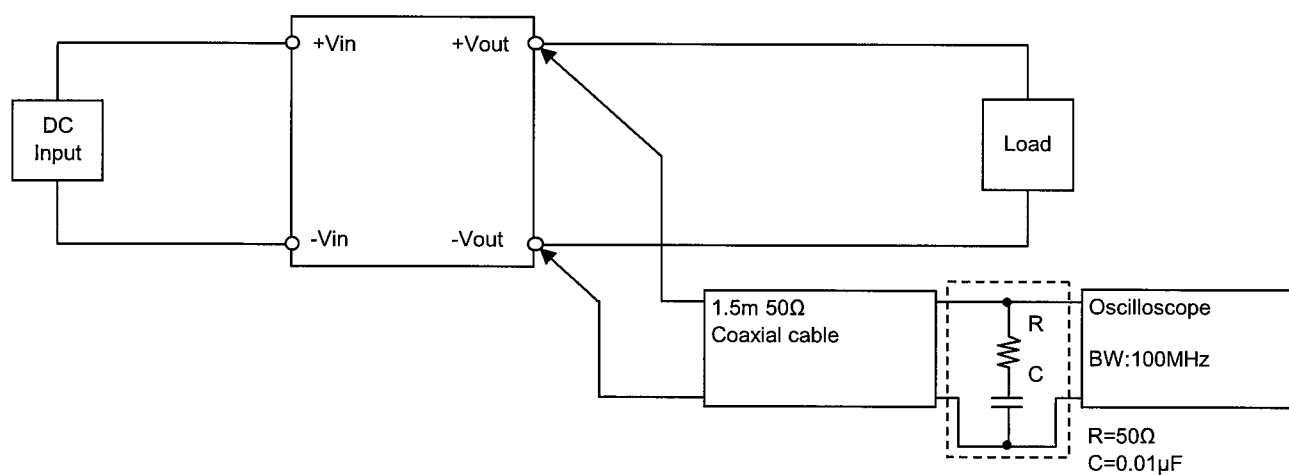 +Vin
+Vout
DC
Input
Load
-Vin
-Vout
1.5m 50Ω
Coaxial cable
R
C
Oscilloscope
BW:100MHz
R=50Ω
C=0.01μF